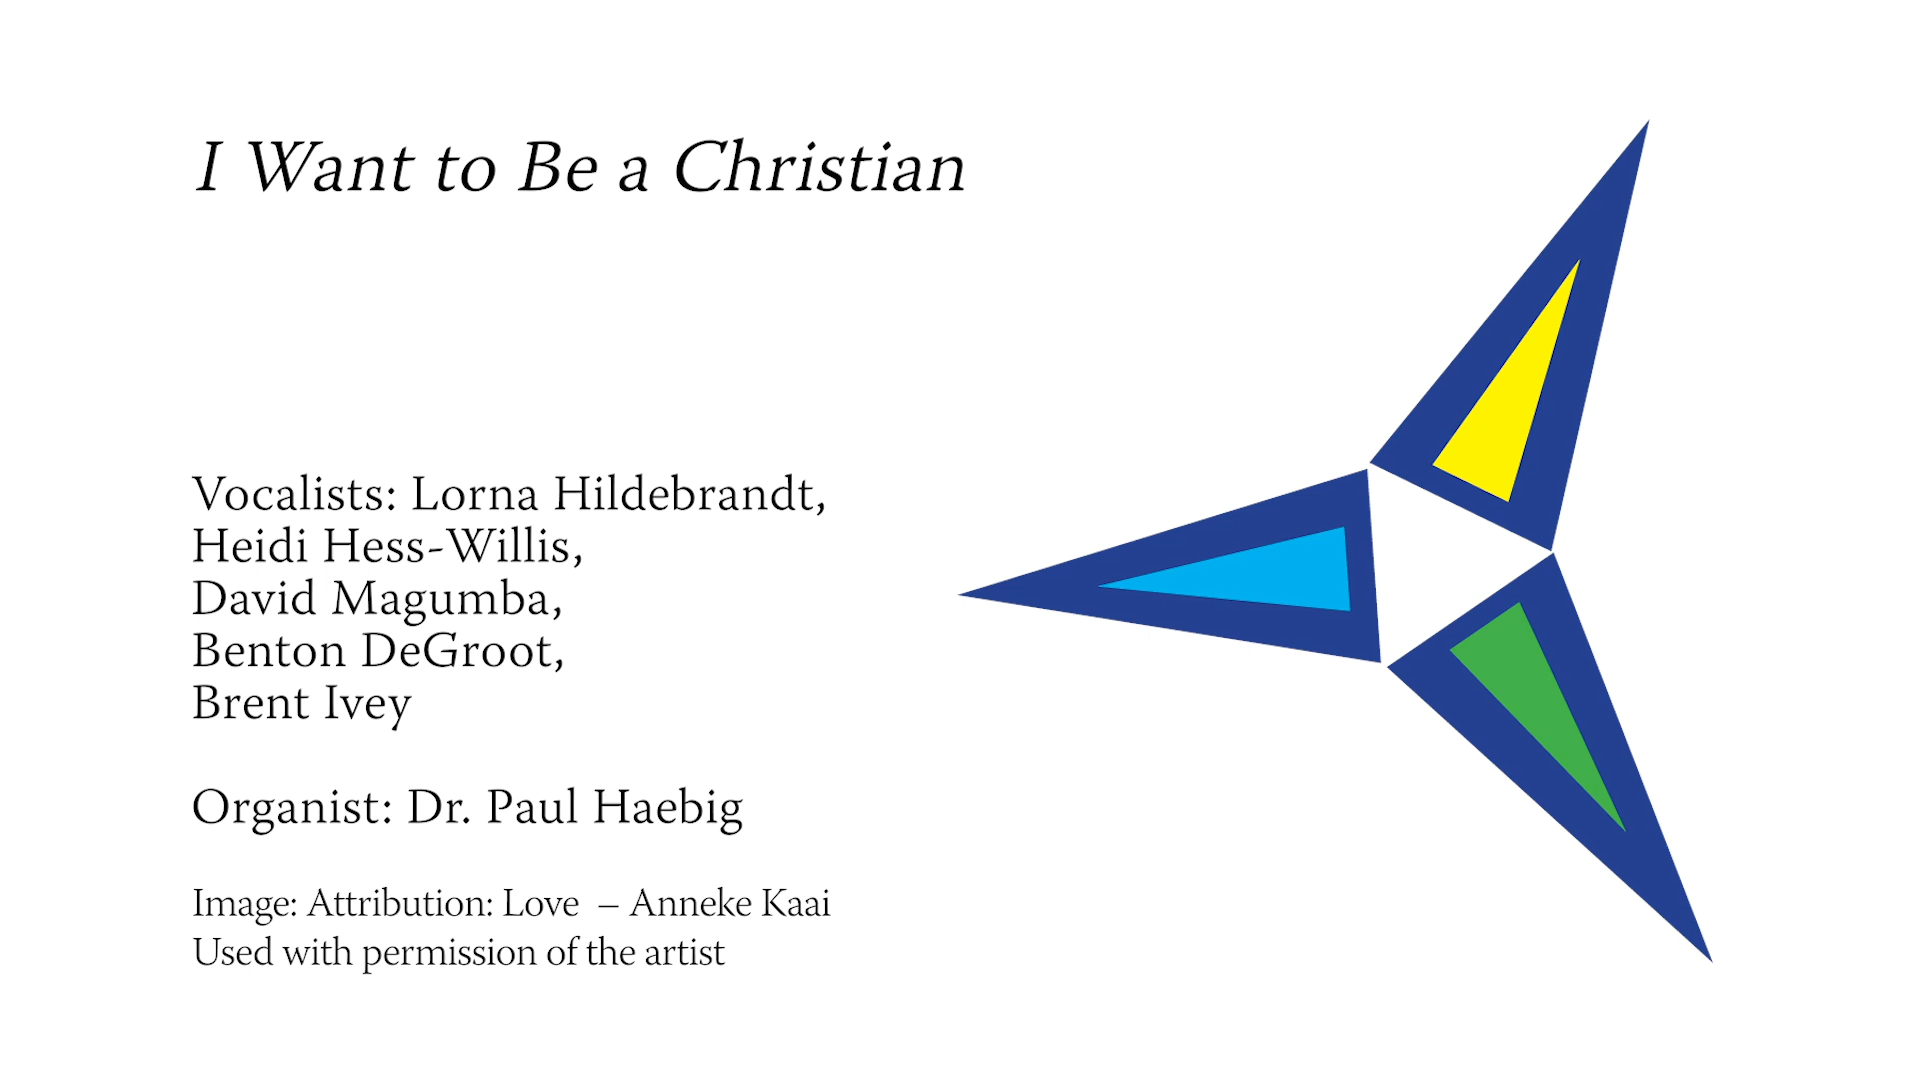 I Want to Be a Christian
Vocalists: Lorna Hildebrandt,
Heidi Hess-Willis,
David Magumba,
Benton DeGroot,
Brent Ivey
Organist: Dr. Paul Haebig
Image: Attribution: Love – Anneke Kaai
Used with permission of the artist